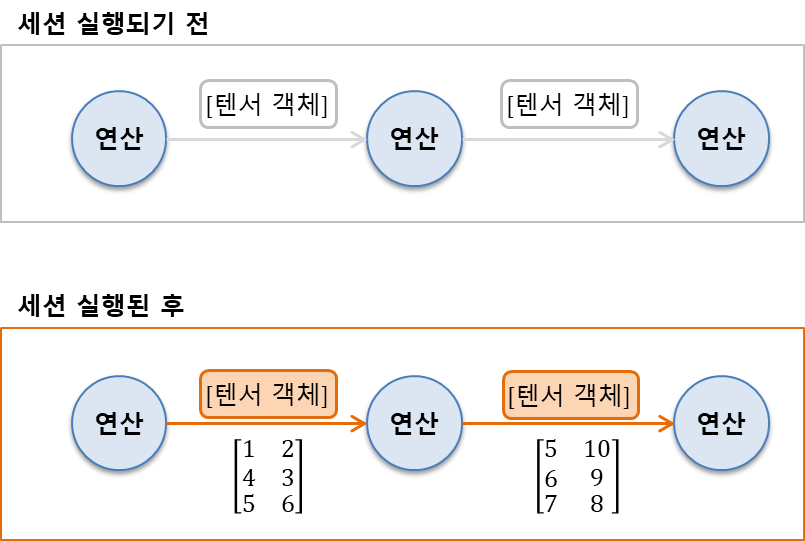 세션 실행되기 전
[텐서 객체] [텐서 객체]
연산 연산 연산
세션 실행된 후
[텐서 객체] [텐서 객체]
연산 연산 연산
1 2 5 10
4 3 6 9
5 6 7 8